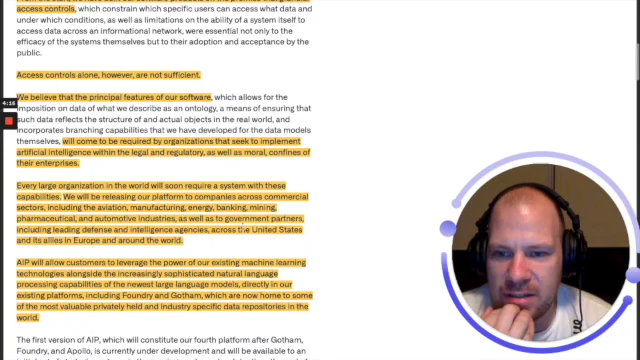 access controls, which constrain which specific users can access what data and
under which conditions, as well as limitations on the ability of a system itself to
access data across an informational network, were essential not only to the
efficacy of the systems themselves but to their adoption and acceptance by the
public.
Access controls alone, however, are not sufficient.
We believe that the principal features of our software, which allows for the
imposition on data of what we describe as an ontology, a means of ensuring that
such data reflects the structure of and actual objects in the real world, and
incorporates branching capabilities that we have developed for the data models
themselves, will come to be required by organizations that seek to implement
artificial intelligence within the legal and regulatory, as well as moral, confines of
their enterprises.
Every large organization in the world will soon require a system with these
capabilities. We will be releasing our platform to companies across commercial
sectors, including the aviation, manufacturing, energy, banking, mining,
pharmaceutical, and automotive industries, as well as to government partners,
including leading defense and intelligence agencies, across the United States
and its allies in Europe and around the world.
AIP will allow customers to leverage the power of our existing machine learning
technologies alongside the increasingly sophisticated natural language
processing capabilities of the newest large language models, directly in our
existing platforms, including Foundry and Gotham, which are now home to some
of the most valuable privately held and industry specific data repositories in the
world.
The first version of AIP, which will constitute our fourth platform after Gotham,
Foundry, and Apollo, is currently under development and will be available to an
4:16